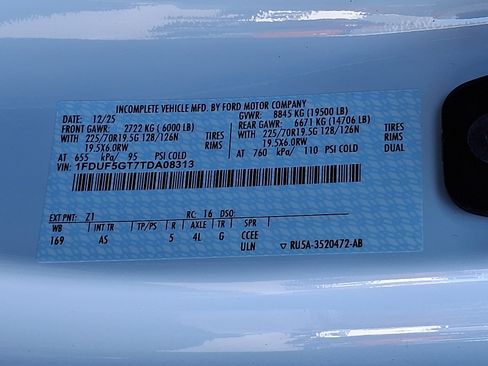 INCOMPLETE VEHICLE MFD. BY FORD MOTOR COMPANY
DATE: 12/25 GVWR: 8845 KG (19500 LB)
FRONT GAWR: 2722 KG ( 6000 LB) REAR GAWR: 6671 KG (14706 LB)
WITH 225/70R19.5G 128/126N TIRES WITH 225/70R19.5G 128/126N TIRES
19.5X6.0RW RIMS 19.5X6.0RW RIMS
AT 655 kPa/ 95 PSI COLD AT 760 kPa/ 110 PSI COLD DUAL
VIN: 1FDUF5GT7TDA08313
EXT PNT: Z1 RC: 16 DSO:
WB INT TR R AXLE TR SPR
169 AS 5 4L G CCEE
ULN ▽ RU5A-3520472-AB